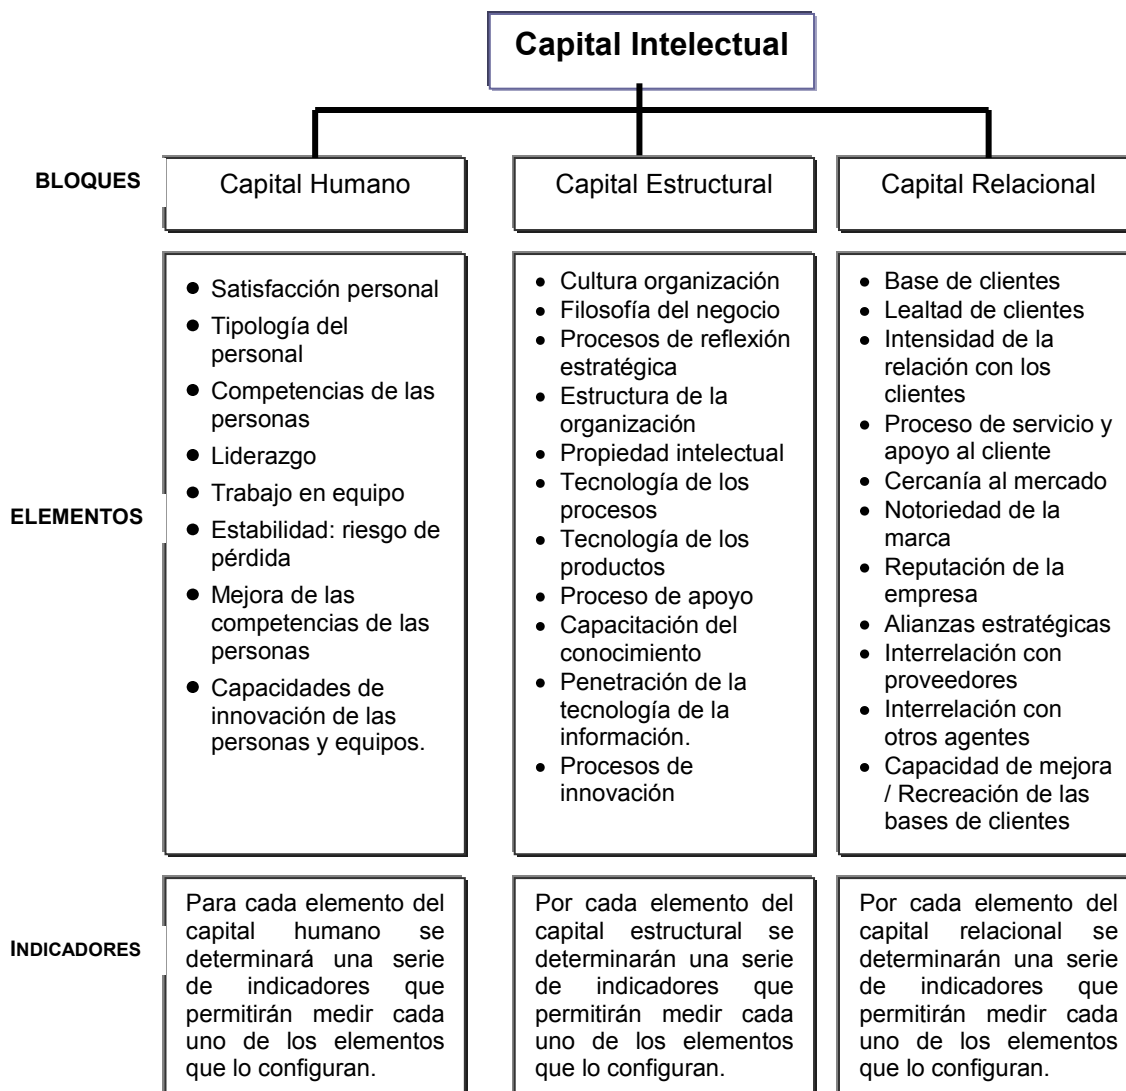 Capital Intelectual
BLOQUES
Capital Humano
Capital Estructural
Capital Relacional
ELEMENTOS
● Satisfacción personal
● Tipología del
personal
● Competencias de las
personas
● Liderazgo
● Trabajo en equipo
● Estabilidad: riesgo de
pérdida
● Mejora de las
competencias de las
personas
● Capacidades de
innovación de las
personas y equipos.
• Cultura organización
• Filosofía del negocio
• Procesos de reflexión
estratégica
• Estructura de la
organización
• Propiedad intelectual
• Tecnología de los
procesos
• Tecnología de los
productos
• Proceso de apoyo
• Capacitación del
conocimiento
• Penetración de la
tecnología de la
información.
• Procesos de
innovación
• Base de clientes
• Lealtad de clientes
• Intensidad de la
relación con los
clientes
• Proceso de servicio y
apoyo al cliente
• Cercanía al mercado
• Notoriedad de la
marca
• Reputación de la
empresa
• Alianzas estratégicas
• Interrelación con
proveedores
• Interrelación con
otros agentes
• Capacidad de mejora
/ Recreación de las
bases de clientes
INDICADORES
Para cada elemento del
capital humano se
determinará una serie
de indicadores que
permitirán medir cada
uno de los elementos
que lo configuran.
Por cada elemento del
capital estructural se
determinarán una serie
de indicadores que
permitirán medir cada
uno de los elementos
que lo configuran.
Por cada elemento del
capital relacional se
determinarán una serie
de indicadores que
permitirán medir cada
uno de los elementos
que lo configuran.